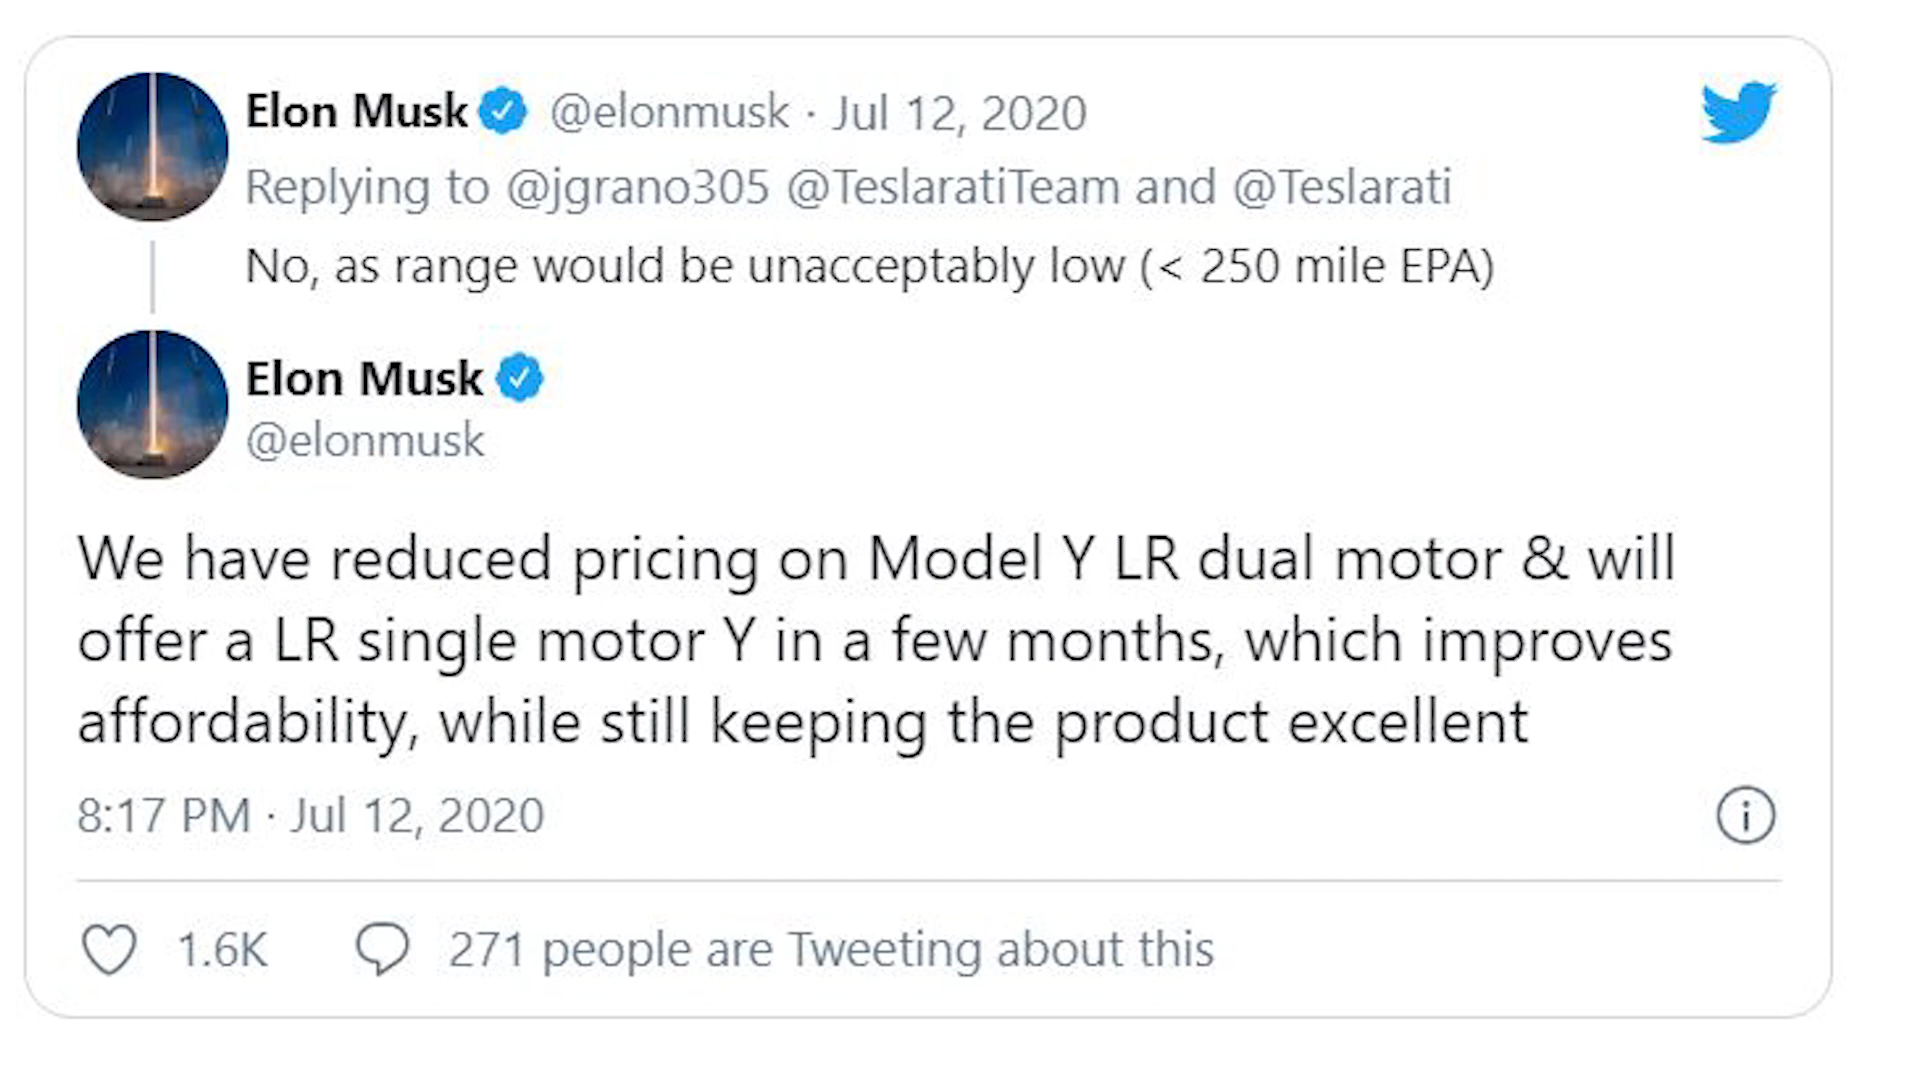 Elon Musk @elonmusk · Jul 12, 2020
Replying to @jgrano305 @TeslaratiTeam and @Teslarati
No, as range would be unacceptably low (< 250 mile EPA)
Elon Musk
@elonmusk
We have reduced pricing on Model Y LR dual motor & will
offer a LR single motor Y in a few months, which improves
affordability, while still keeping the product excellent
8:17 PM · Jul 12, 2020
1.6K 271 people are Tweeting about this